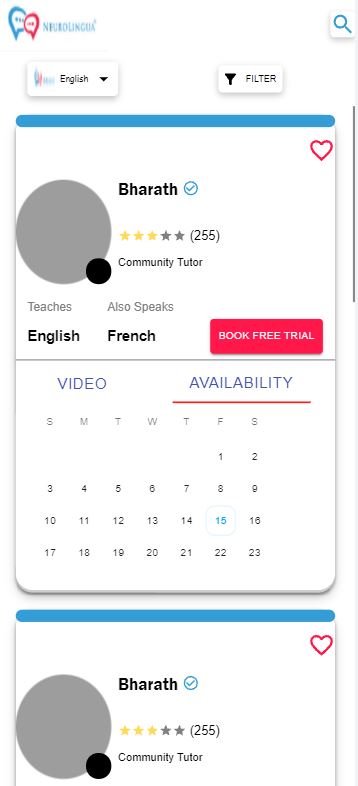 NEUROLINGUA
English
FILTER
Bharath
(255)
Community Tutor
Teaches Also Speaks
English French
BOOK FREE TRIAL
VIDEO AVAILABILITY
S M T W T F S
1 2
3 4 5 6 7 8 9
10 11 12 13 14 15 16
17 18 19 20 21 22 23
Bharath
(255)
Community Tutor